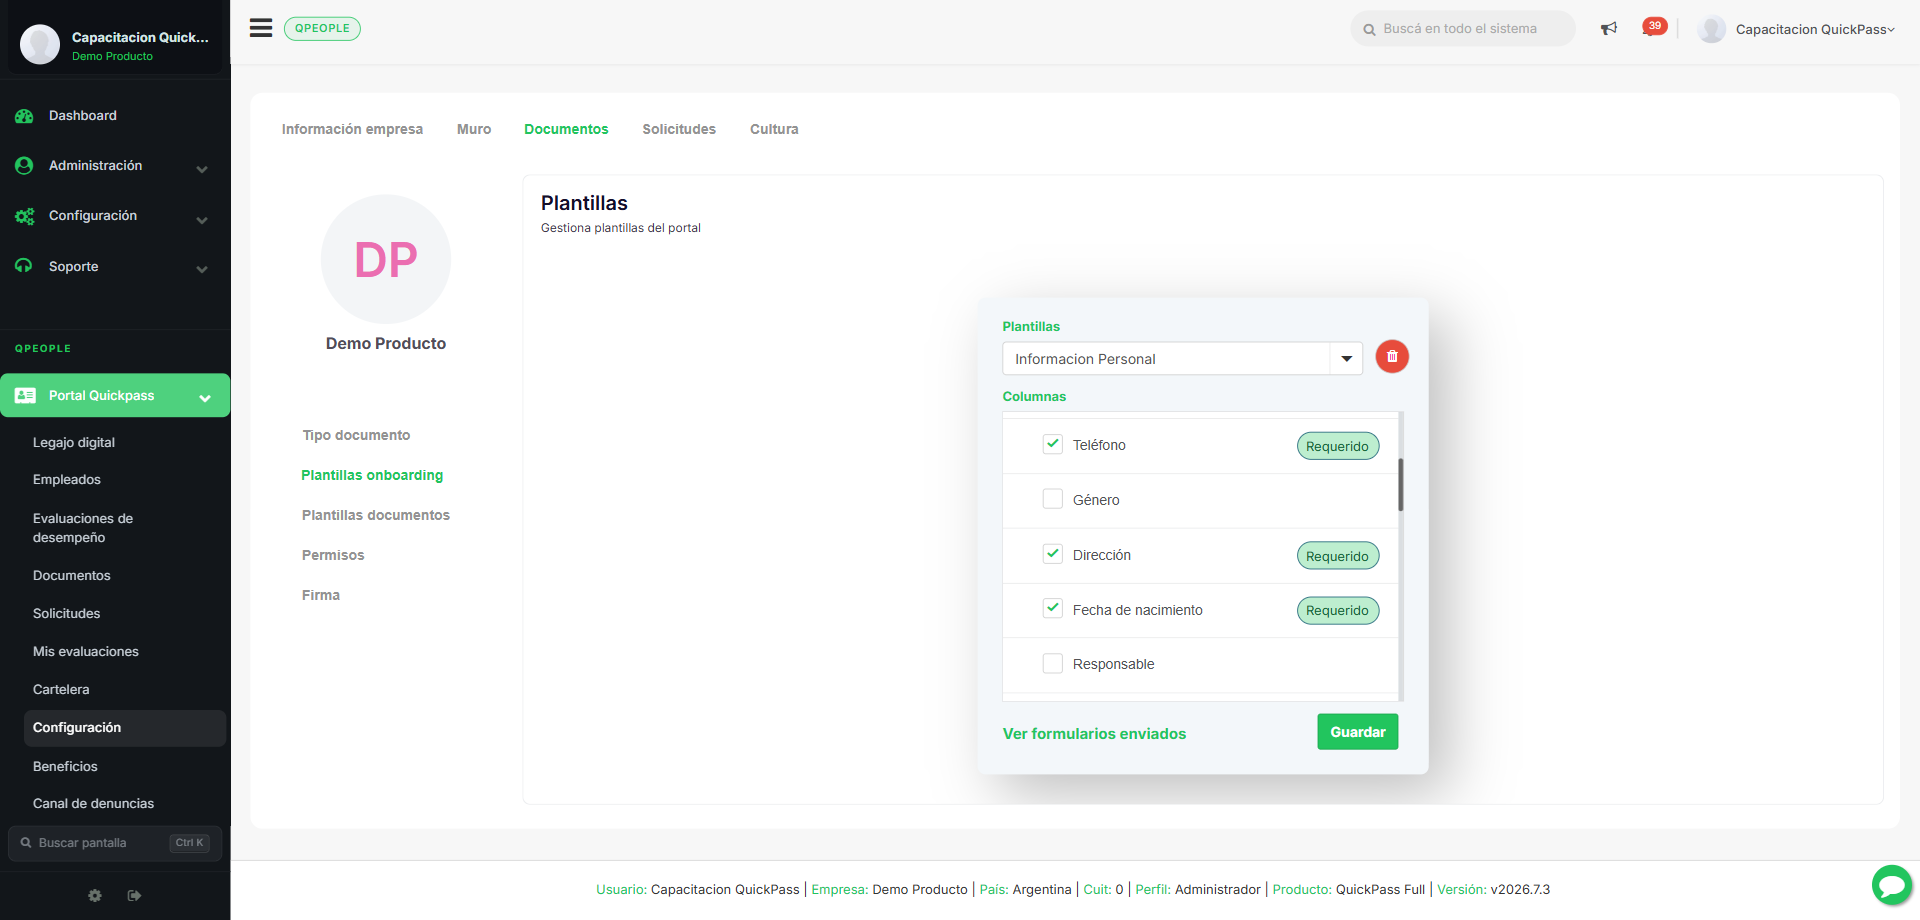 Capacitacion Quick...
Demo Producto
QPEOPLE
Buscá en todo el sistema
39
Capacitacion QuickPass
Dashboard
Administración
Configuración
Soporte
QPEOPLE
Portal Quickpass
Legajo digital
Empleados
Evaluaciones de
desempeño
Documentos
Solicitudes
Mis evaluaciones
Cartelera
Configuración
Beneficios
Canal de denuncias
Buscar pantalla
Ctrl K
Información empresa
Muro
Documentos
Solicitudes
Cultura
DP
Demo Producto
Tipo documento
Plantillas onboarding
Plantillas documentos
Permisos
Firma
Plantillas
Gestiona plantillas del portal
Plantillas
Informacion Personal
Columnas
Teléfono Requerido
Género
Dirección Requerido
Fecha de nacimiento Requerido
Responsable
Ver formularios enviados
Guardar
Usuario: Capacitacion QuickPass | Empresa: Demo Producto | País: Argentina | Cuit: 0 | Perfil: Administrador | Producto: QuickPass Full | Versión: v2026.7.3